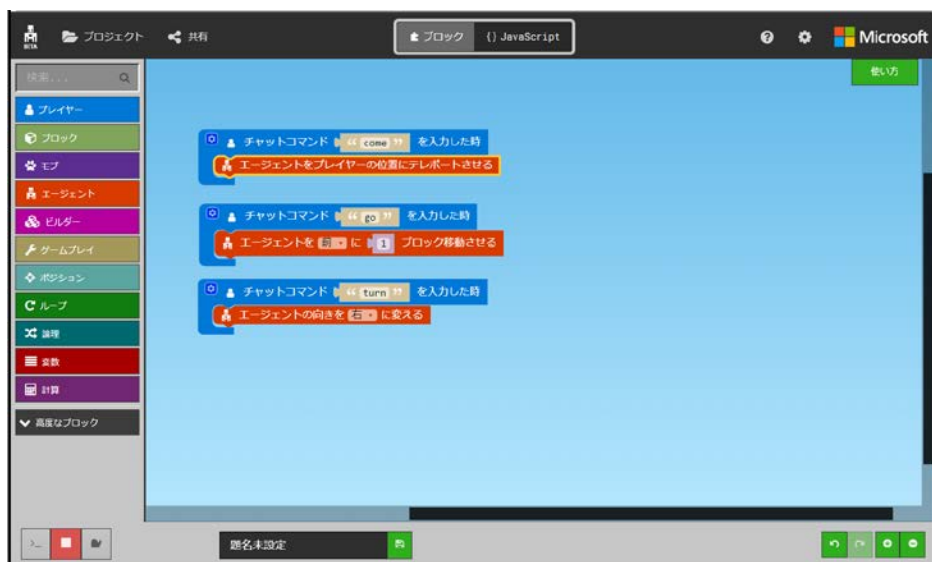 BETA
プロジェクト
共有
ブロック
{} JavaScript
Microsoft
検索...
使い方
プレイヤー
ブロック
モブ
エージェント
ビルダー
ゲームプレイ
ポジション
ループ
論理
変数
計算
高度なブロック
チャットコマンド “ come ” を入力した時
エージェントをプレイヤーの位置にテレポートさせる
チャットコマンド “ go ” を入力した時
エージェントを 前 に 1 ブロック移動させる
チャットコマンド “ turn ” を入力した時
エージェントの向きを 右 に変える
題名未設定